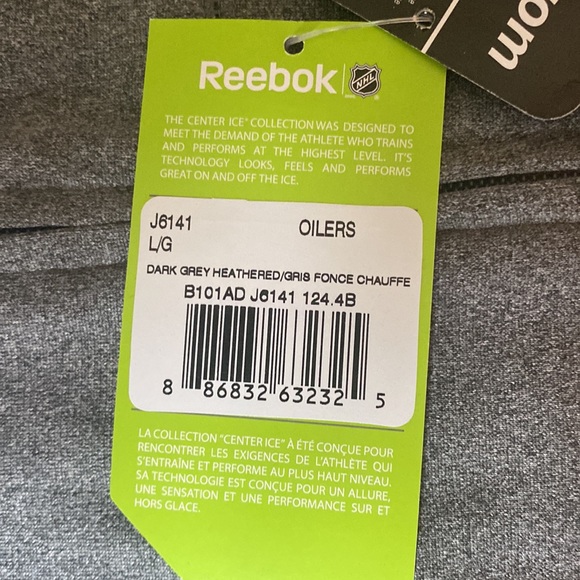 om
Reebok NHL
THE CENTER ICE® COLLECTION WAS DESIGNED TO
MEET THE DEMAND OF THE ATHLETE WHO TRAINS
AND PERFORMS AT THE HIGHEST LEVEL. IT'S
TECHNOLOGY LOOKS, FEELS AND PERFORMS
GREAT ON AND OFF THE ICE.
J6141 OILERS
L/G
DARK GREY HEATHERED/GRIS FONCE CHAUFFE
B101AD J6141 124.4B
8 86832 63232 5
LA COLLECTION "CENTER ICE" À ÉTÉ CONÇUE POUR
RENCONTRER LES EXIGENCES DE L'ATHLÈTE QUI
S'ENTRAÎNE ET PERFORME AU PLUS HAUT NIVEAU.
SA TECHNOLOGIE EST CONÇUE POUR UN ALLURE,
UNE SENSATION ET UNE PERFORMANCE SUR ET
HORS GLACE.